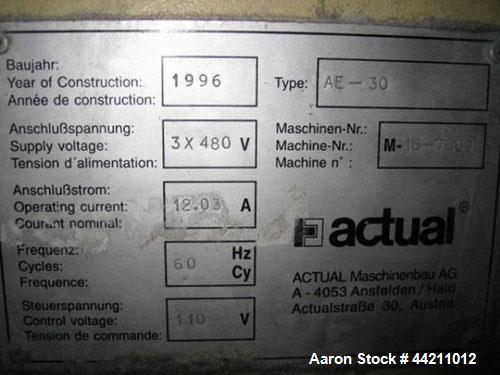 Baujahr:
Year of Construction: 1996
Année de construction:
Type: AE-30
Anschlußspannung:
Supply voltage: 3 X 480 V
Tension d'alimentation:
Maschinen-Nr.:
Machine-Nr.: M-
Machine n° :
Anschlußstrom:
Operating current: 12.03 A
Courant nominal:
actual®
Frequenz: Hz
Cycles: 60
Frequence: Cy
ACTUAL Maschinenbau AG
A - 4053 Ansfelden / Haid
Actualstraße 30, Austria
Steuerspannung:
Control voltage: 110 V
Tension de commande:
Aaron Stock # 44211012